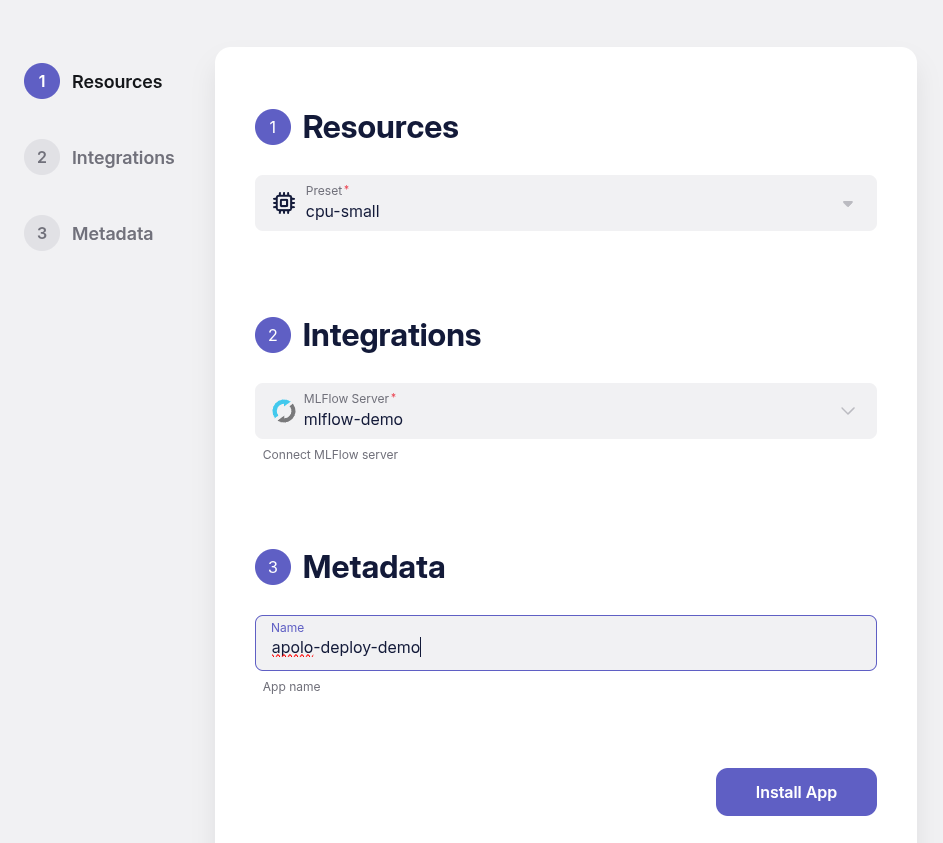 1 Resources
2 Integrations
3 Metadata
1 Resources
Preset*
cpu-small
2 Integrations
MLFlow Server*
mlflow-demo
Connect MLFlow server
3 Metadata
Name
apolo-deploy-demo
App name
Install App